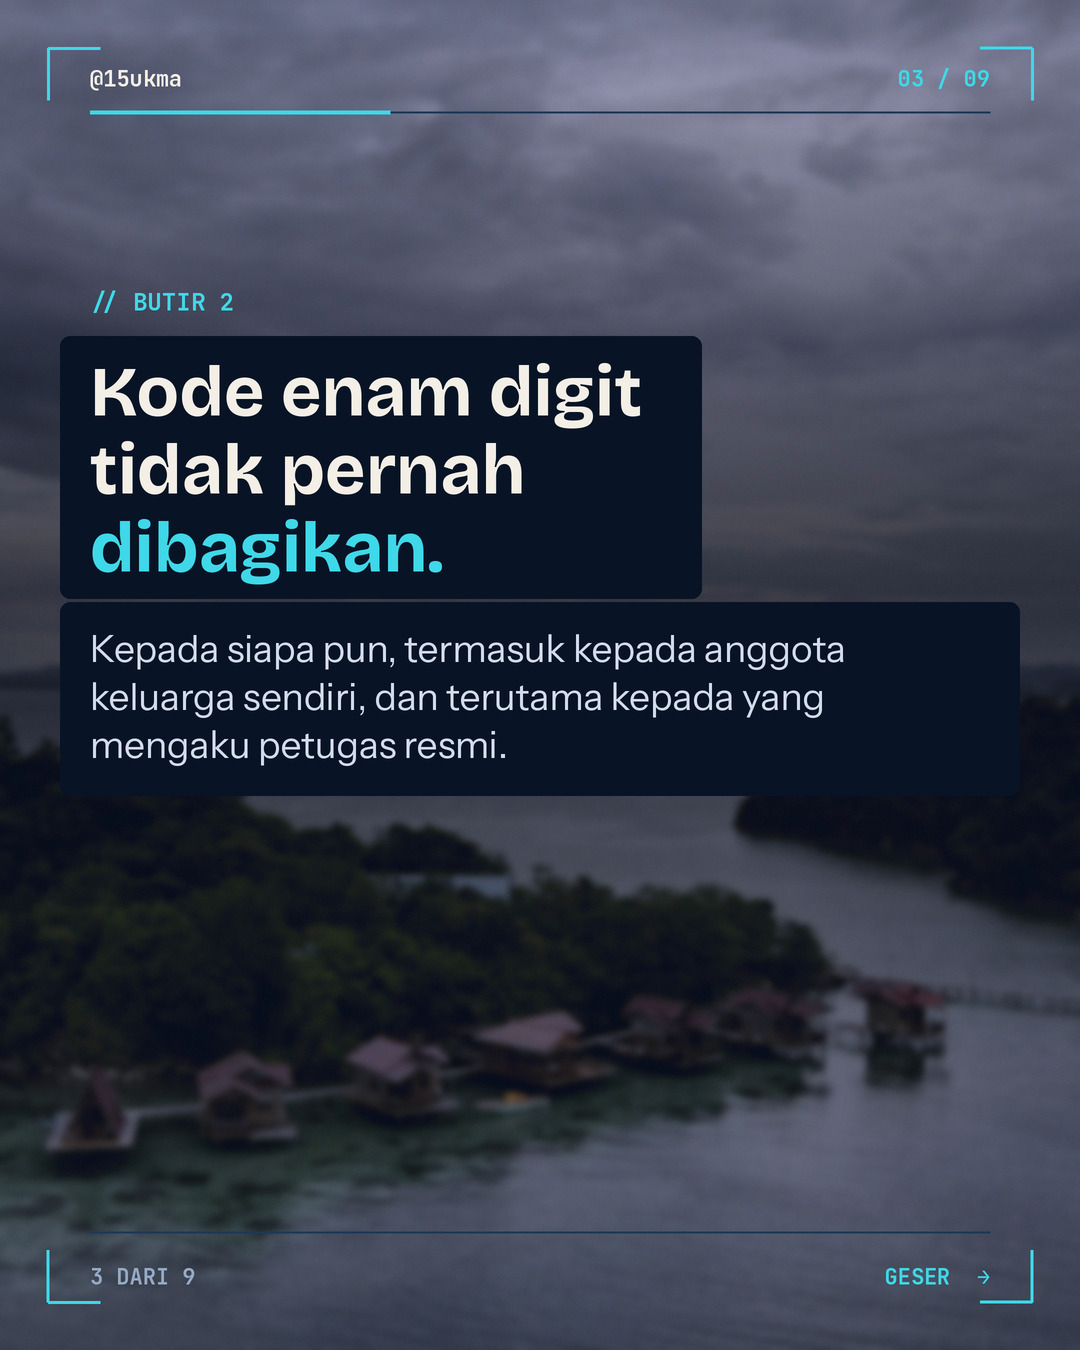 @15ukma
03 / 09
// BUTIR 2
Kode enam digit
tidak pernah
dibagikan.
Kepada siapa pun, termasuk kepada anggota
keluarga sendiri, dan terutama kepada yang
mengaku petugas resmi.
3 DARI 9
GESER →